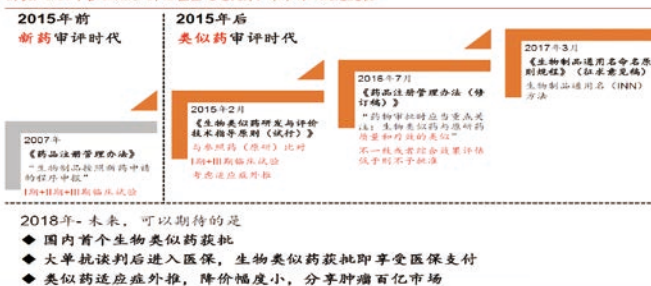 2015年前
新药审评时代
2015年后
类似药审评时代
2007年
《药品注册管理办法》
“生物制品按照新药申请
的程序申报”
I期+II期+III期临床试验
2015年2月
《生物类似药研发与评价
技术指导原则（试行）》
与参照药（原研）比对
I期+III期临床试验
考虑适应症外推
2016年7月
《药品注册管理办法（修
订稿）》
“药物审批时应当重点关
注：生物类似药与原研药
质量和疗效的类似”
不一致或者综合效果评估
低于则不予批准
2017年3月
《生物制品通用名命名原
则规程》（征求意见稿）
生物制品通用名（INN）
方法
2018年-未来，可以期待的是
◆ 国内首个生物类似药获批
◆ 大单抗谈判后进入医保，生物类似药获批即享受医保支付
◆ 类似药适应症外推，降价幅度小，分享肿瘤百亿市场